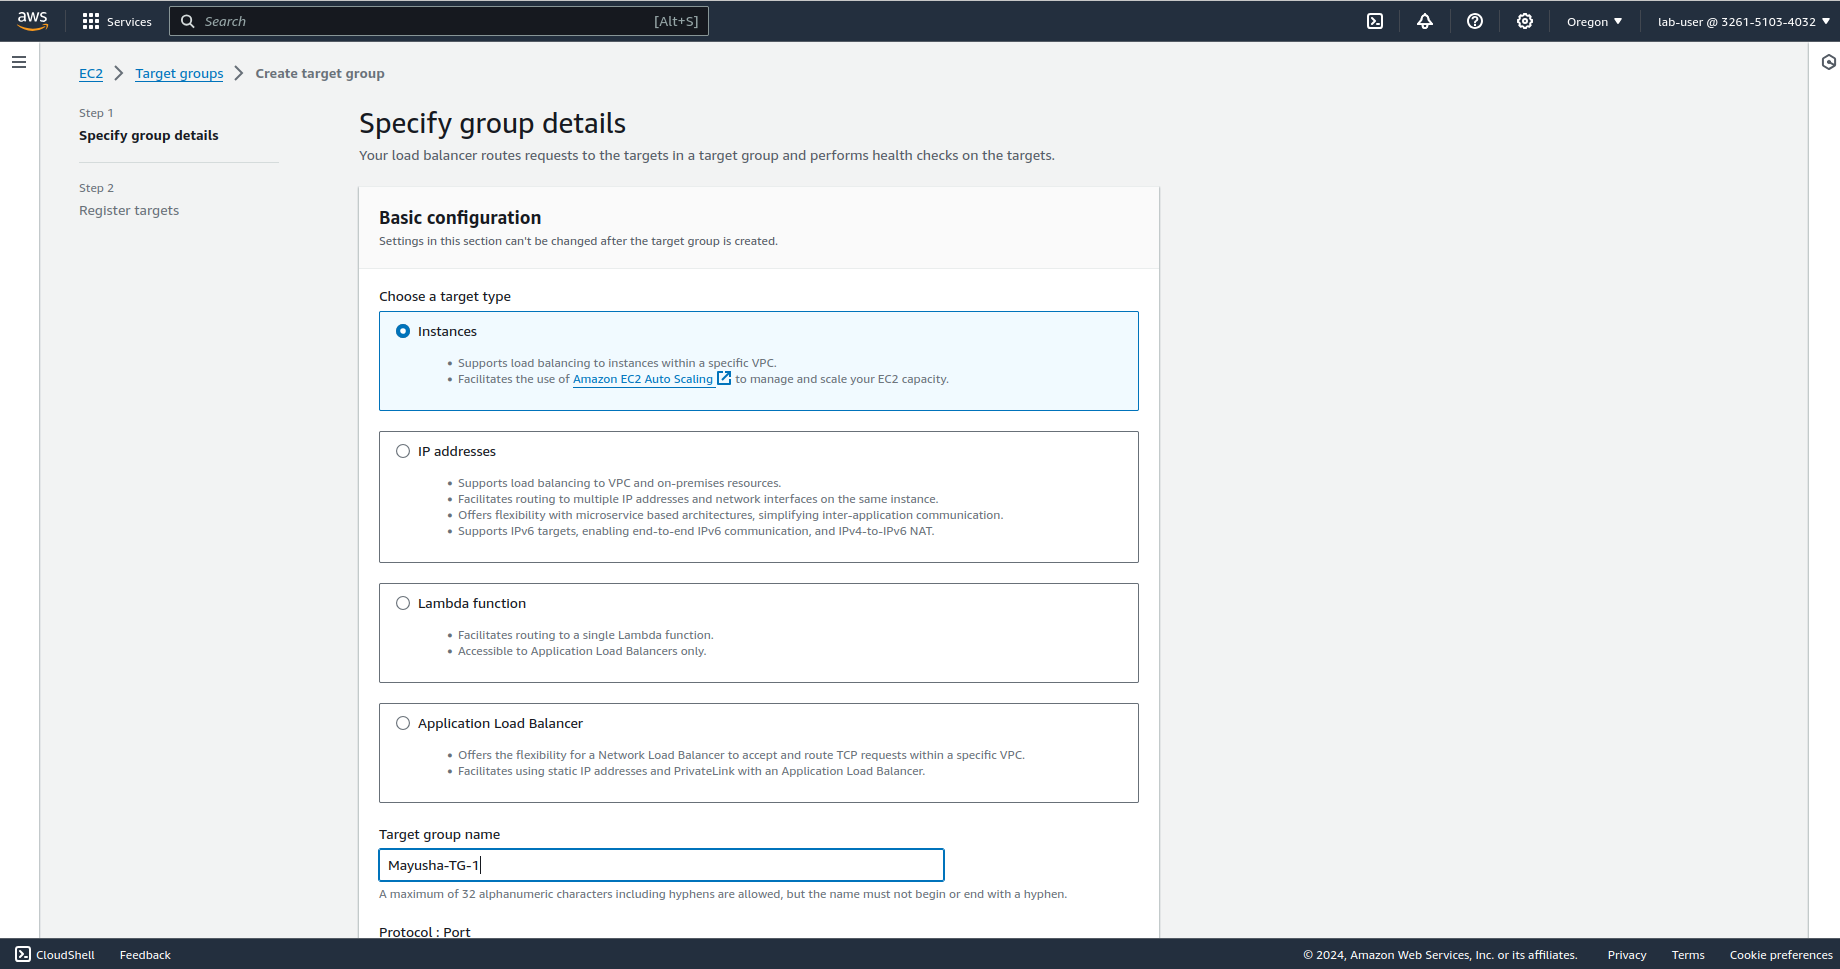 aws
Services
Search
[Alt+S]
Oregon
lab-user @ 3261-5103-4032
EC2
Target groups
Create target group
Step 1
Specify group details
Step 2
Register targets
Specify group details
Your load balancer routes requests to the targets in a target group and performs health checks on the targets.
Basic configuration
Settings in this section can't be changed after the target group is created.
Choose a target type
Instances
• Supports load balancing to instances within a specific VPC.
• Facilitates the use of Amazon EC2 Auto Scaling to manage and scale your EC2 capacity.
IP addresses
• Supports load balancing to VPC and on-premises resources.
• Facilitates routing to multiple IP addresses and network interfaces on the same instance.
• Offers flexibility with microservice based architectures, simplifying inter-application communication.
• Supports IPv6 targets, enabling end-to-end IPv6 communication, and IPv4-to-IPv6 NAT.
Lambda function
• Facilitates routing to a single Lambda function.
• Accessible to Application Load Balancers only.
Application Load Balancer
• Offers the flexibility for a Network Load Balancer to accept and route TCP requests within a specific VPC.
• Facilitates using static IP addresses and PrivateLink with an Application Load Balancer.
Target group name
Mayusha-TG-1
A maximum of 32 alphanumeric characters including hyphens are allowed, but the name must not begin or end with a hyphen.
Protocol : Port
CloudShell
Feedback
© 2024, Amazon Web Services, Inc. or its affiliates.
Privacy
Terms
Cookie preferences